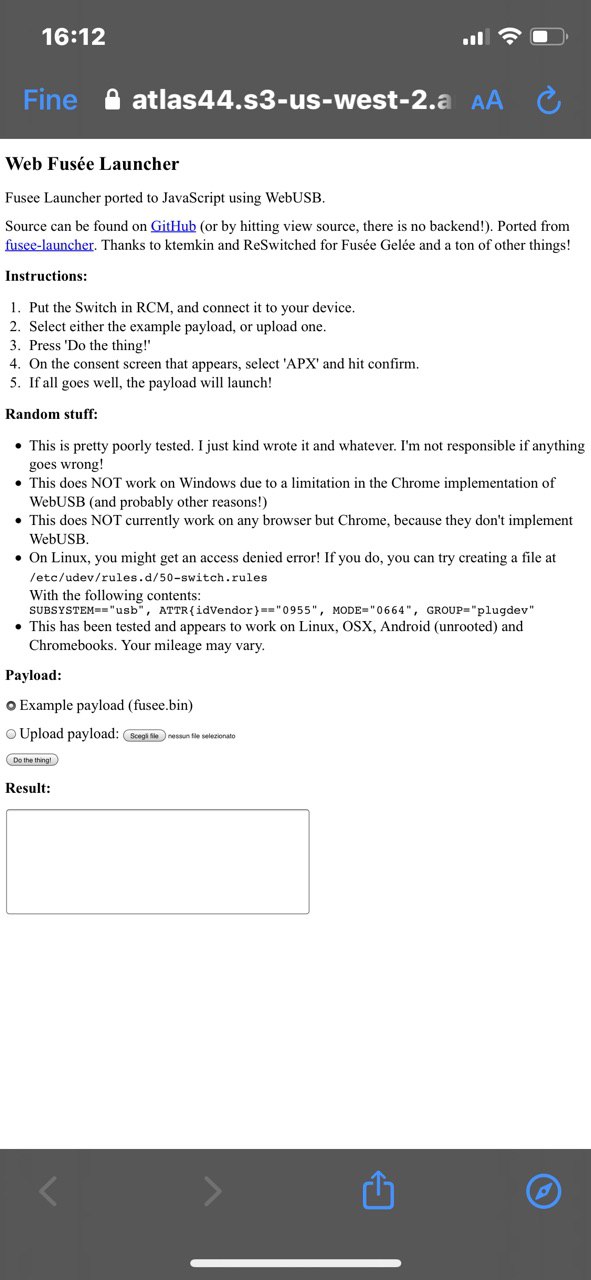 16:12
Fine atlas44.s3-us-west-2.a AA
Web Fusée Launcher
Fusee Launcher ported to JavaScript using WebUSB.
Source can be found on GitHub (or by hitting view source, there is no backend!). Ported from
fusee-launcher. Thanks to ktemkin and ReSwitched for Fusée Gelée and a ton of other things!
Instructions:
1. Put the Switch in RCM, and connect it to your device.
2. Select either the example payload, or upload one.
3. Press 'Do the thing!'
4. On the consent screen that appears, select 'APX' and hit confirm.
5. If all goes well, the payload will launch!
Random stuff:
• This is pretty poorly tested. I just kind wrote it and whatever. I'm not responsible if anything
goes wrong!
• This does NOT work on Windows due to a limitation in the Chrome implementation of
WebUSB (and probably other reasons!)
• This does NOT currently work on any browser but Chrome, because they don't implement
WebUSB.
• On Linux, you might get an access denied error! If you do, you can try creating a file at
/etc/udev/rules.d/50-switch.rules
With the following contents:
SUBSYSTEM=="usb", ATTR{idVendor}=="0955", MODE="0664", GROUP="plugdev"
• This has been tested and appears to work on Linux, OSX, Android (unrooted) and
Chromebooks. Your mileage may vary.
Payload:
Example payload (fusee.bin)
Upload payload: Scegli file nessun file selezionato
Do the thing!
Result: